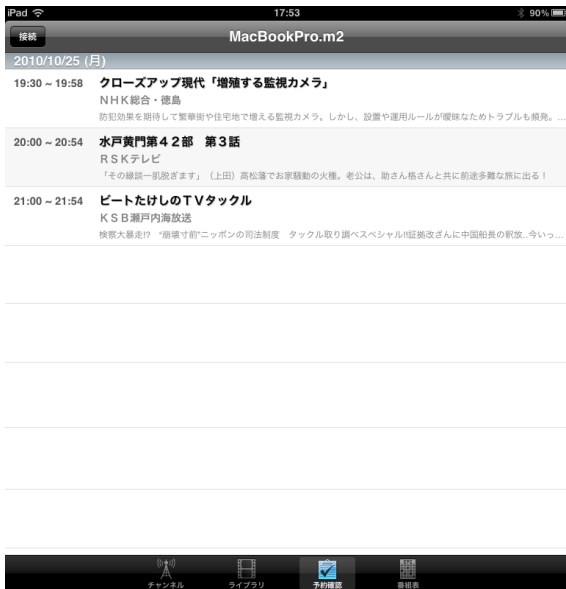 iPad 17:53 90%
接続 MacBookPro.m2
2010/10/25 (月)
19:30 ~ 19:58 クローズアップ現代「増殖する監視カメラ」
NHK総合・徳島
防犯効果を期待して繁華街や住宅地で増える監視カメラ。しかし、設置や運用ルールが曖昧なためトラブルも頻発。...
20:00 ~ 20:54 水戸黄門第４２部　第３話
ＲＳＫテレビ
「その縁談一肌脱ぎます」（上田）高松藩でお家騒動の火種。老公は、助さん格さんと共に前途多難な旅に出る！
21:00 ~ 21:54 ビートたけしのＴＶタックル
ＫＳＢ瀬戸内海放送
検察大暴走!?　“崩壊寸前”ニッポンの司法制度　タックル取り調べスペシャル!!証拠改ざんに中国船長の釈放..今いっ...
チャンネル ライブラリ 予約確認 番組表